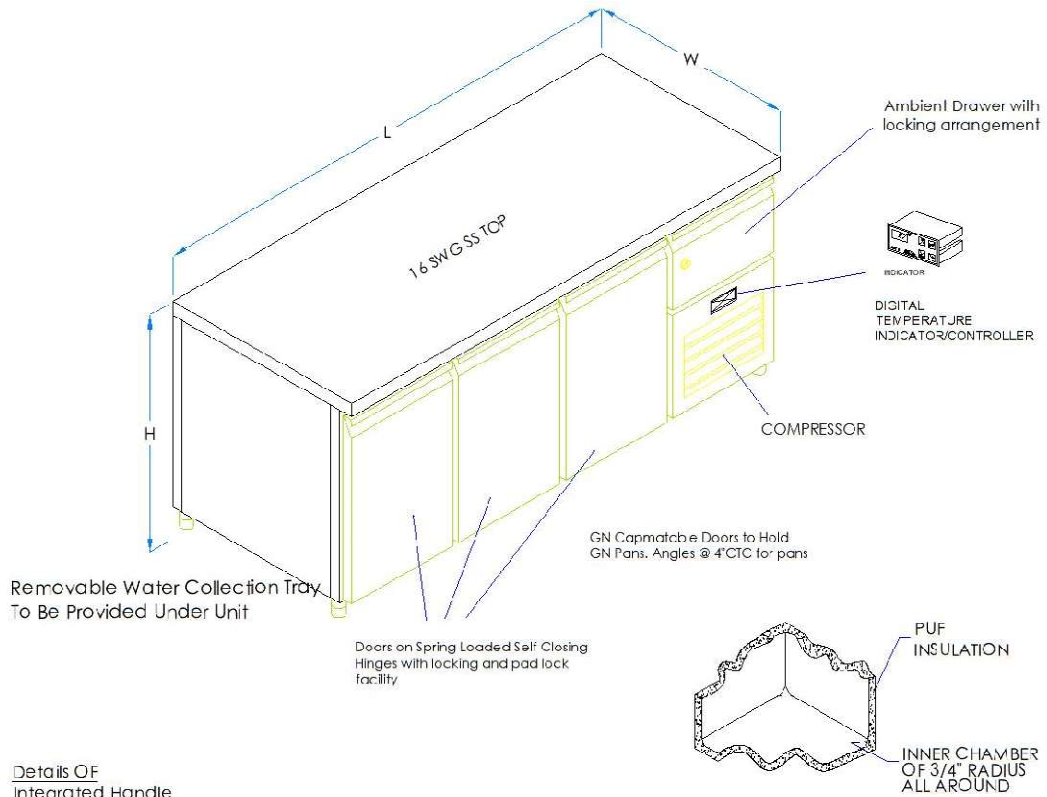 W
L
Ambient Drawer with
locking arrangement
16 SWG SS TOP
INDICATOR
DIGITAL
TEMPERATURE
INDICATOR/CONTROLLER
COMPRESSOR
H
GN Capmatcble Doors to Hold
GN Pans. Angles @ 4"CTC for pans
Removable Water Collection Tray
To Be Provided Under Unit
Doors on Spring Loaded Self Closing
Hinges with locking and pad lock
facility
PUF
INSULATION
INNER CHAMBER
OF 3/4" RADIUS
ALL AROUND
Details OF
Integrated Handle